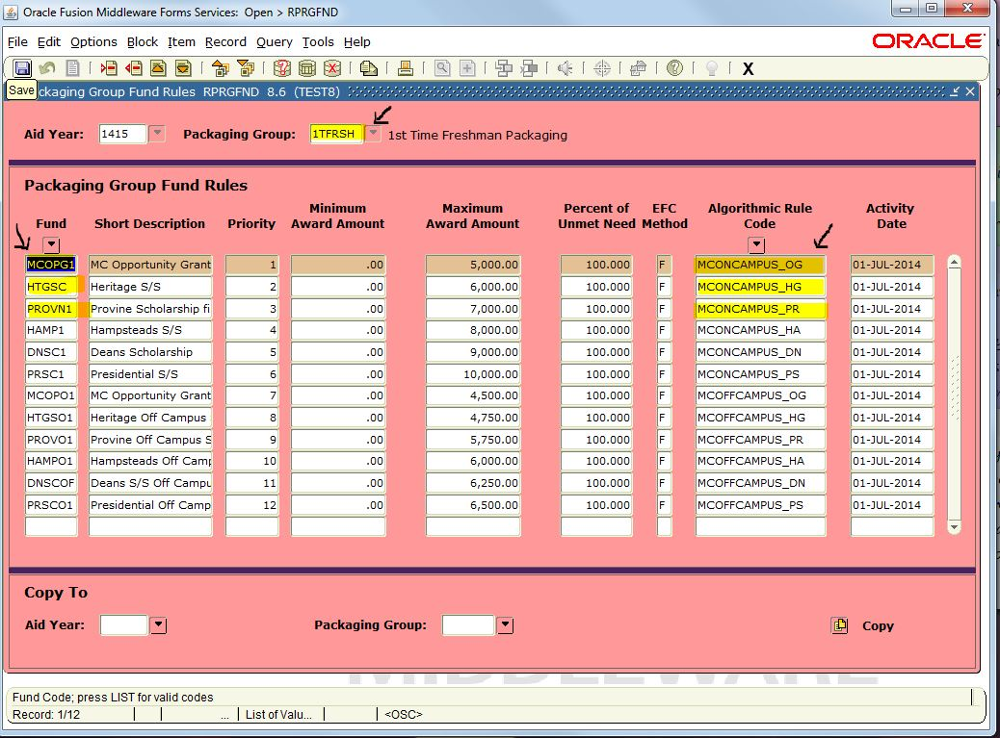 Oracle Fusion Middleware Forms Services: Open > RPRGFND
File Edit Options Block Item Record Query Tools Help
ORACLE
X
Save ckaging Group Fund Rules RPRGFND 8.6 (TEST8)
Aid Year: 1415 Packaging Group: 1TFRSH 1st Time Freshman Packaging
Packaging Group Fund Rules
Minimum Maximum Percent of EFC Algorithmic Rule Activity
Fund Short Description Priority Award Amount Award Amount Unmet Need Method Code Date
MCOPG1 MC Opportunity Grant 1 .00 5,000.00 100.000 F MCONCAMPUS_OG 01-JUL-2014
HTGSC Heritage S/S 2 .00 6,000.00 100.000 F MCONCAMPUS_HG 01-JUL-2014
PROVN1 Provine Scholarship fi 3 .00 7,000.00 100.000 F MCONCAMPUS_PR 01-JUL-2014
HAMP1 Hampsteads S/S 4 .00 8,000.00 100.000 F MCONCAMPUS_HA 01-JUL-2014
DNSC1 Deans Scholarship 5 .00 9,000.00 100.000 F MCONCAMPUS_DN 01-JUL-2014
PRSC1 Presidential S/S 6 .00 10,000.00 100.000 F MCONCAMPUS_PS 01-JUL-2014
MCOPO1 MC Opportunity Grant 7 .00 4,500.00 100.000 F MCOFFCAMPUS_OG 01-JUL-2014
HTGSO1 Heritage Off Campus 8 .00 4,750.00 100.000 F MCOFFCAMPUS_HG 01-JUL-2014
PROVO1 Provine Off Campus S 9 .00 5,750.00 100.000 F MCOFFCAMPUS_PR 01-JUL-2014
HAMPO1 Hampsteads Off Camp 10 .00 6,000.00 100.000 F MCOFFCAMPUS_HA 01-JUL-2014
DNSCOF Deans S/S Off Campu 11 .00 6,250.00 100.000 F MCOFFCAMPUS_DN 01-JUL-2014
PRSCO1 Presidential Off Camp 12 .00 6,500.00 100.000 F MCOFFCAMPUS_PS 01-JUL-2014
Copy To
Aid Year: Packaging Group: Copy
MIDDLEWARE
Fund Code; press LIST for valid codes
Record: 1/12 ... List of Valu... <OSC>